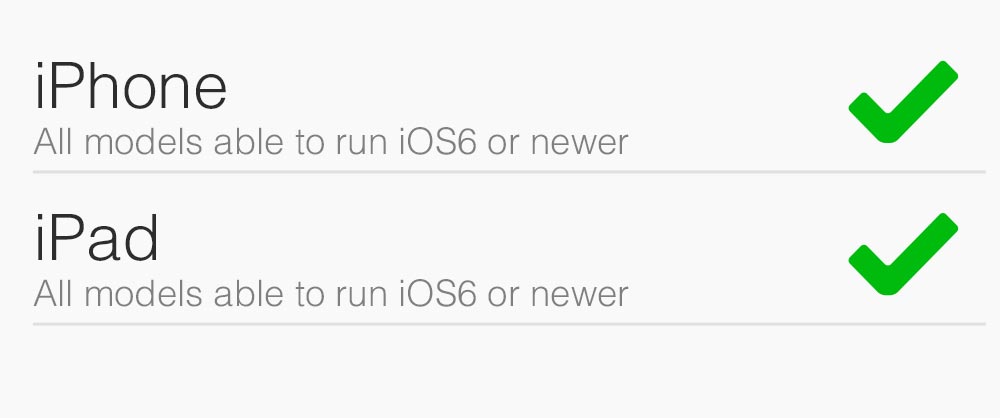 iPhone
All models able to run iOS6 or newer
iPad
All models able to run iOS6 or newer